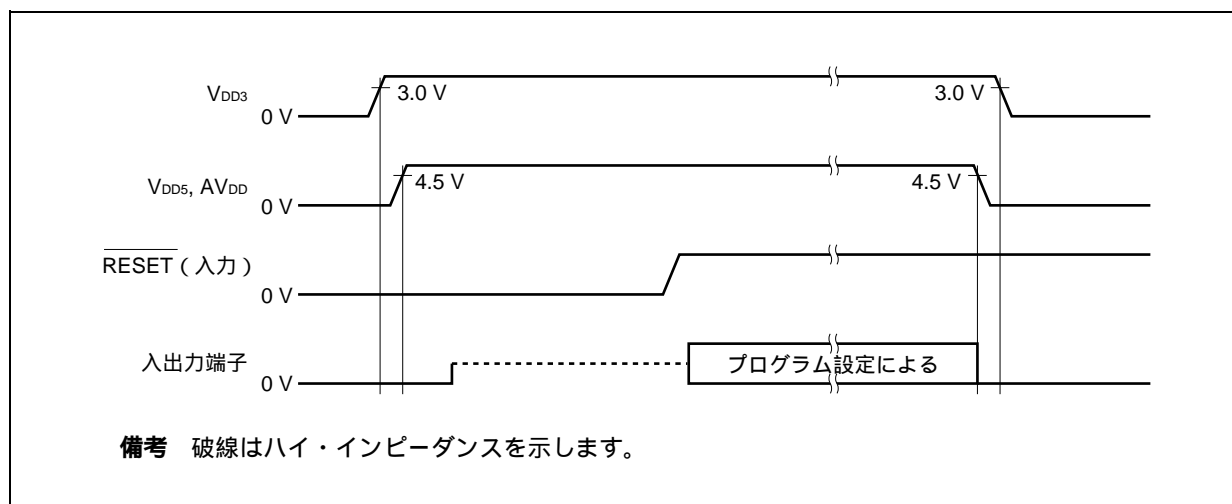 VDD3
3.0 V
3.0 V
0 V
VDD5, AVDD
4.5 V
4.5 V
0 V
RESET(入力)
0 V
入出力端子
プログラム設定による
0 V
備考 破線はハイ・インピーダンスを示します。